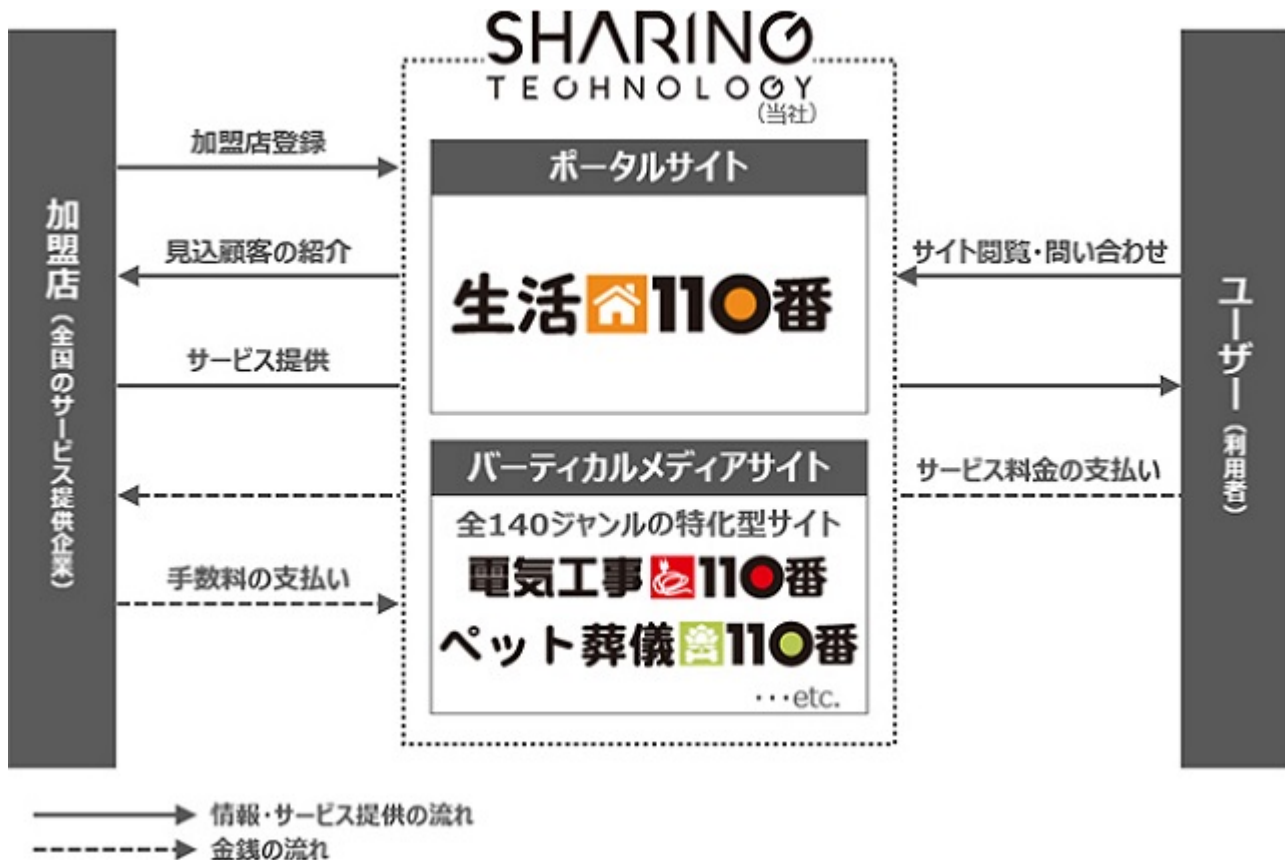 SHARING
TECHNOLOGY
(当社)
加盟店(全国のサービス提供企業)
加盟店登録
見込顧客の紹介
サービス提供
手数料の支払い
ポータルサイト
生活110番
バーティカルメディアサイト
全140ジャンルの特化型サイト
電気工事110番
ペット葬儀110番
・・・etc.
サイト閲覧・問い合わせ
サービス料金の支払い
ユーザー(利用者)
情報・サービス提供の流れ
金銭の流れ